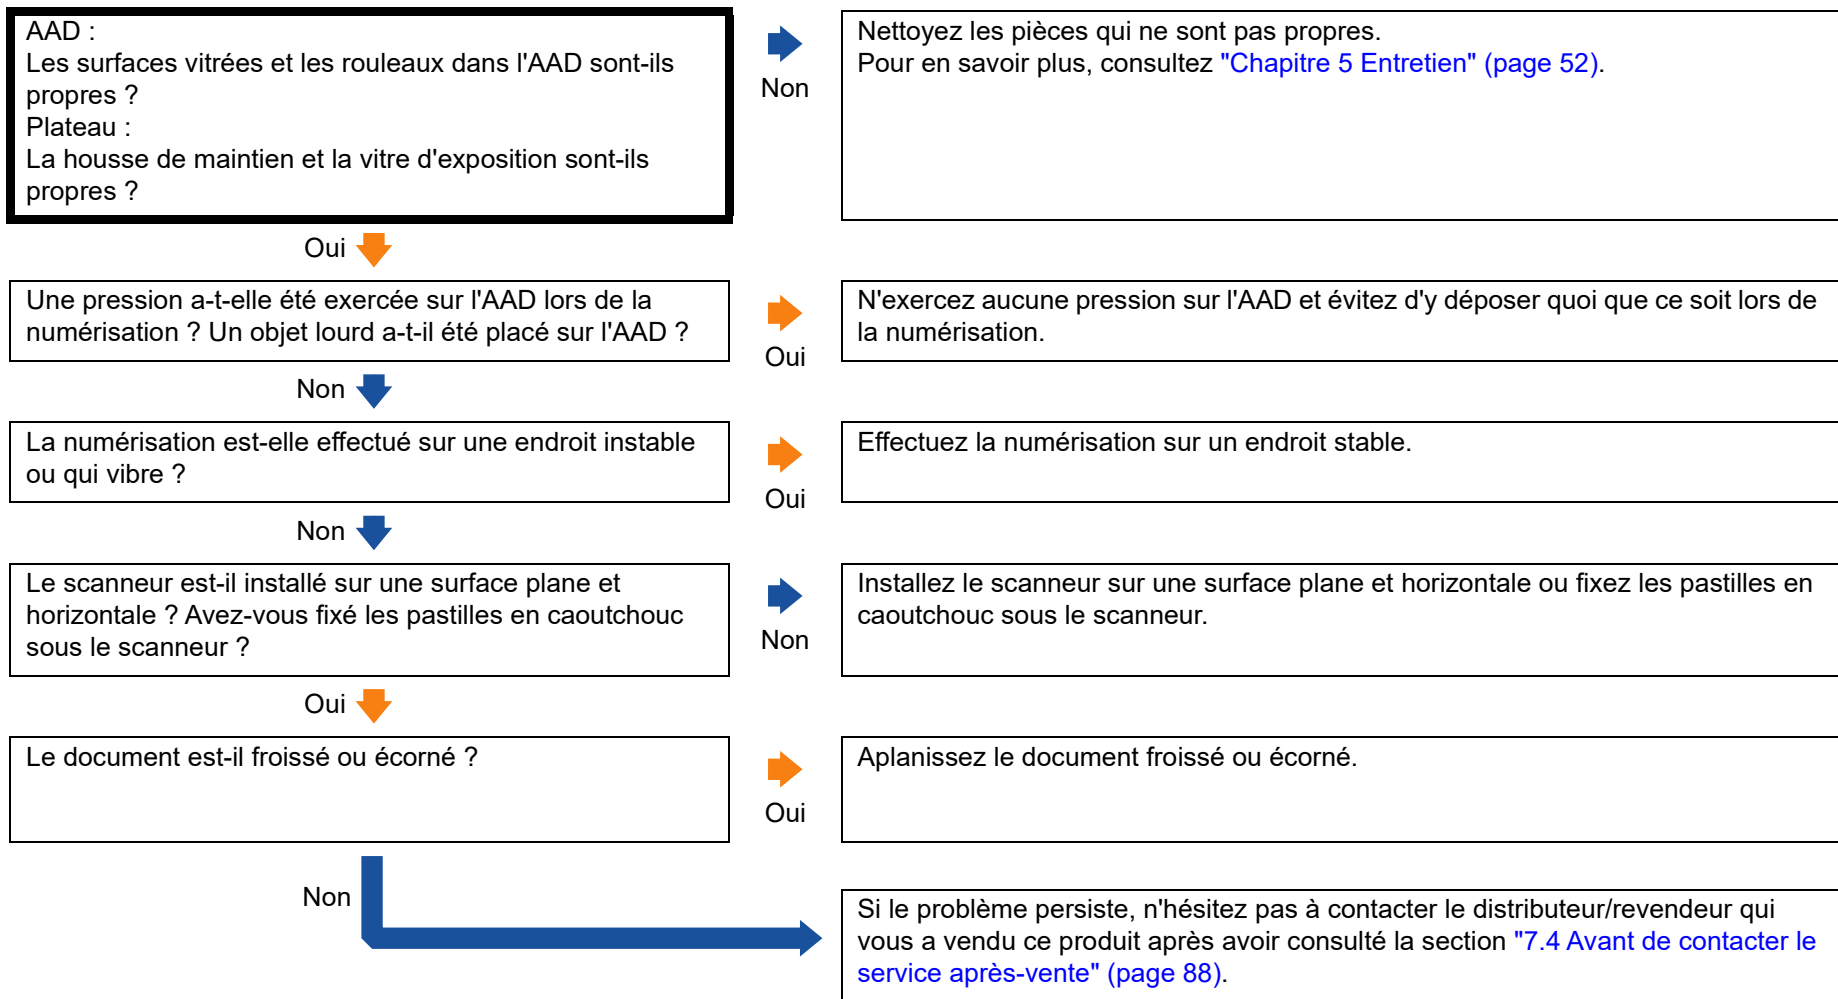 AAD :
Les surfaces vitrées et les rouleaux dans l'AAD sont-ils
propres ?
Plateau :
La housse de maintien et la vitre d'exposition sont-ils
propres ?
Non
Nettoyez les pièces qui ne sont pas propres.
Pour en savoir plus, consultez "Chapitre 5 Entretien" (page 52).
Oui
Une pression a-t-elle été exercée sur l'AAD lors de la
numérisation ? Un objet lourd a-t-il été placé sur l'AAD ?
Oui
N'exercez aucune pression sur l'AAD et évitez d'y déposer quoi que ce soit lors de
la numérisation.
Non
La numérisation est-elle effectué sur une endroit instable
ou qui vibre ?
Oui
Effectuez la numérisation sur un endroit stable.
Non
Le scanneur est-il installé sur une surface plane et
horizontale ? Avez-vous fixé les pastilles en caoutchouc
sous le scanneur ?
Non
Installez le scanneur sur une surface plane et horizontale ou fixez les pastilles en
caoutchouc sous le scanneur.
Oui
Le document est-il froissé ou écorné ?
Oui
Aplanissez le document froissé ou écorné.
Non
Si le problème persiste, n'hésitez pas à contacter le distributeur/revendeur qui
vous a vendu ce produit après avoir consulté la section "7.4 Avant de contacter le
service après-vente" (page 88).